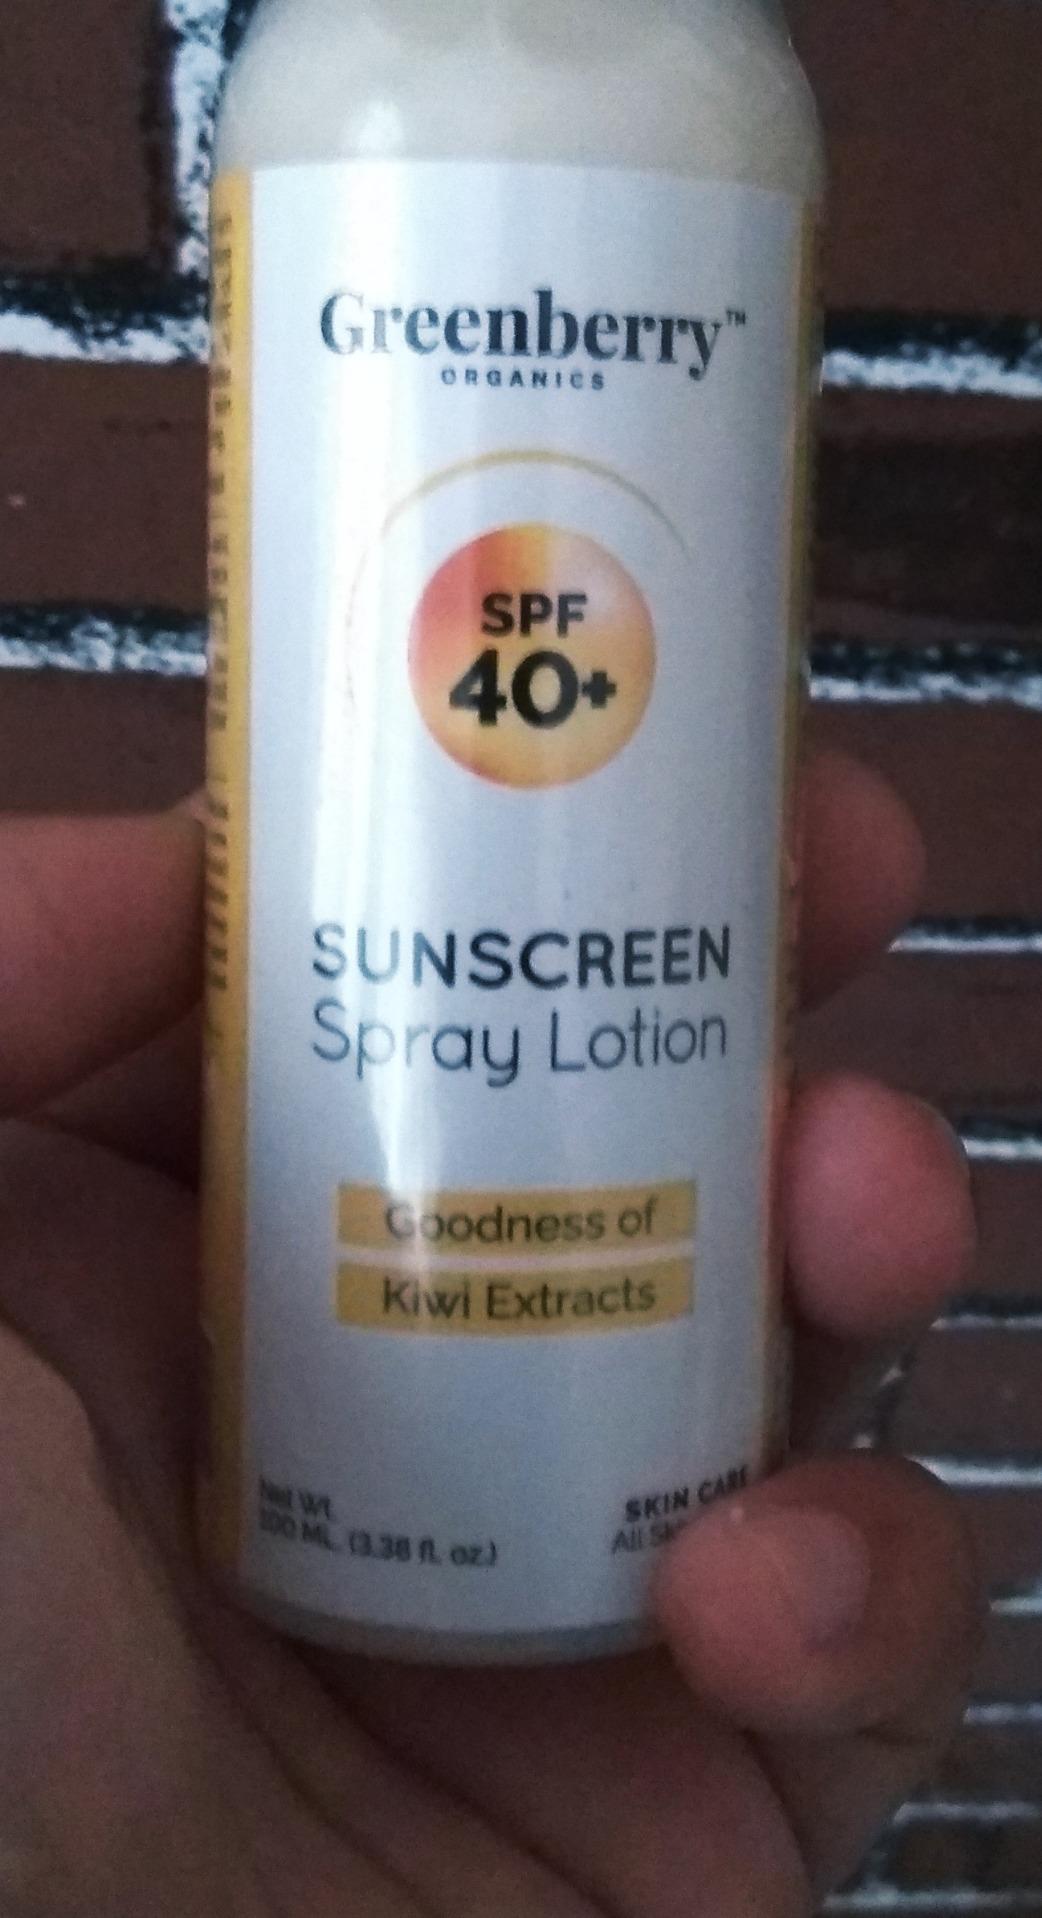 Greenberry™
ORGANICS
SPF
40+
SUNSCREEN
Spray Lotion
Goodness of
Kiwi Extracts
Net Wt.
100 ML. (3.38 fl. oz.)
SKIN CARE
All